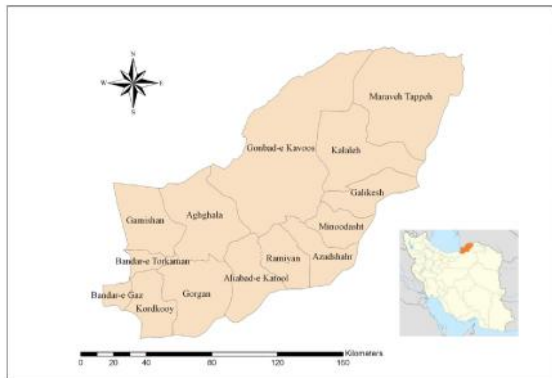 N
W E
S
Maraveh Tappeh
Gonbad-e Kavoos
Kalaleh
Galikesh
Gamishan
Aghghala
Minoodasht
Bandar-e Torkaman
Ramiyan
Azadshahr
Aliabad-e Katool
Bandar-e Gaz
Gorgan
Kordkooy
Kilometers
0 20 40 80 120 160